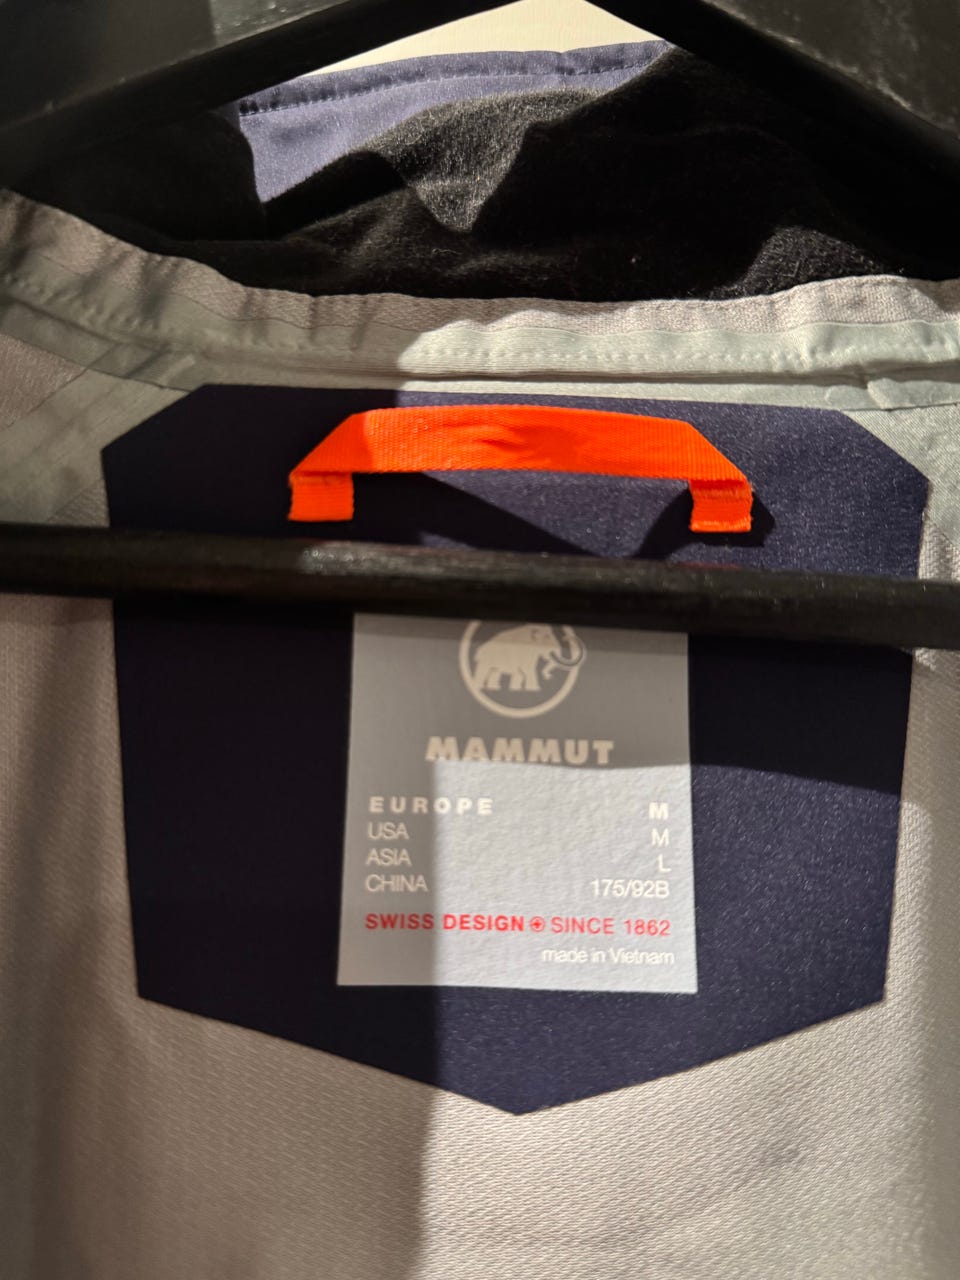 MAMMUT
EUROPE M
USA M
ASIA L
CHINA 175/92B
SWISS DESIGN SINCE 1862
made in Vietnam